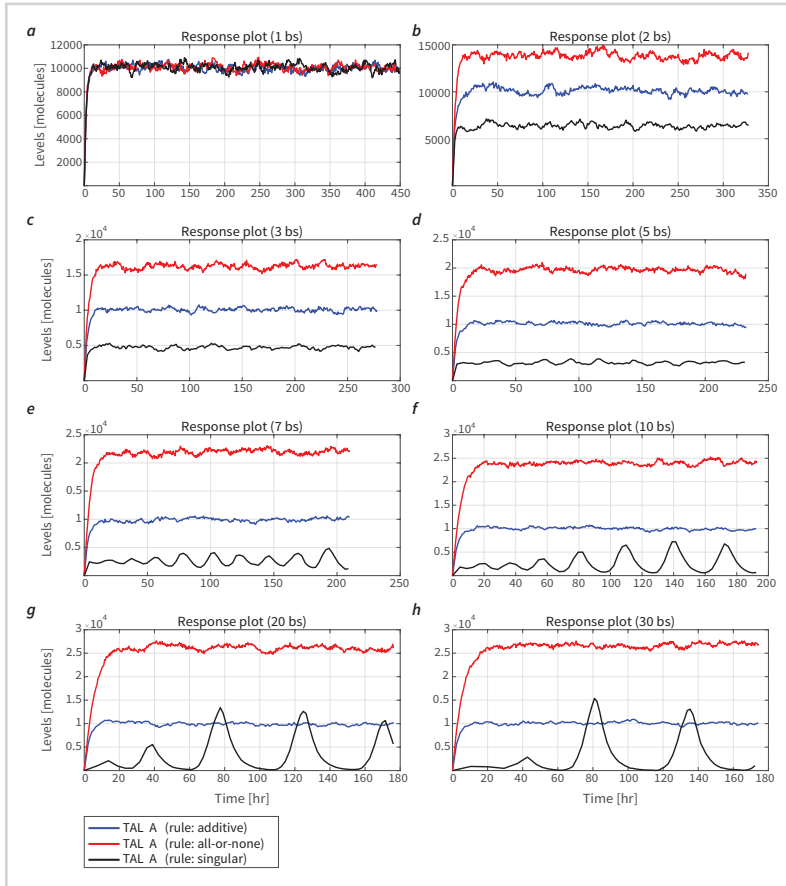 a
Response plot (1 bs)
12000
10000
8000
6000
4000
2000
Levels [molecules]
0 50 100 150 200 250 300 350 400 450
b
Response plot (2 bs)
15000
10000
5000
0 50 100 150 200 250 300 350
c
Response plot (3 bs)
×10⁴
2
1.5
1
0.5
Levels [molecules]
0 50 100 150 200 250 300
d
Response plot (5 bs)
×10⁴
2.5
2
1.5
1
0.5
0 50 100 150 200 250
e
Response plot (7 bs)
×10⁴
2.5
2
0.5
1
0.5
Levels [molecules]
0 50 100 150 200 250
f
Response plot (10 bs)
×10⁴
3
2.5
2
1.5
1
0.5
0 20 40 60 80 100 120 140 160 180 200
g
Response plot (20 bs)
×10⁴
3
2.5
2
1.5
1
0.5
Levels [molecules]
0 20 40 60 80 100 120 140 160 180
Time [hr]
h
Response plot (30 bs)
×10⁴
3
2.5
2
1.5
1
0.5
0 20 40 60 80 100 120 140 160 180
Time [hr]
TAL A (rule: additive)
TAL A (rule: all-or-none)
TAL A (rule: singular)